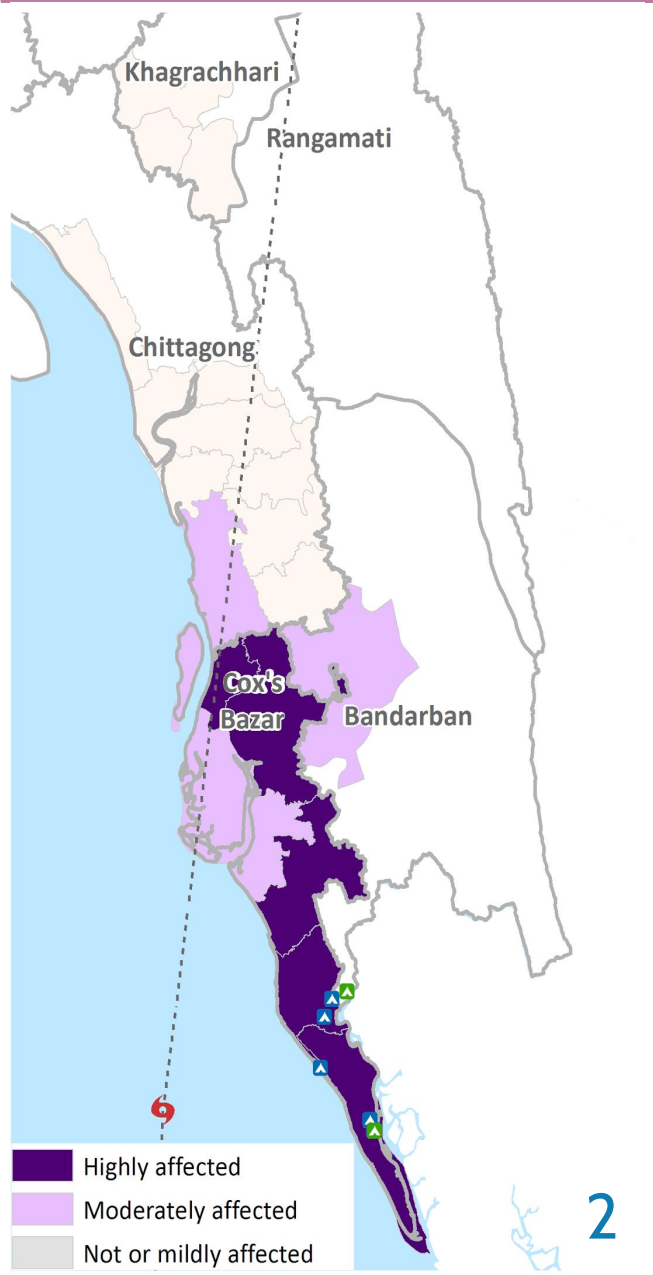 Khagrachhari
Rangamati
Chittagong
Cox's
Bazar
Bandarban
Highly affected
Moderately affected
Not or mildly affected
2